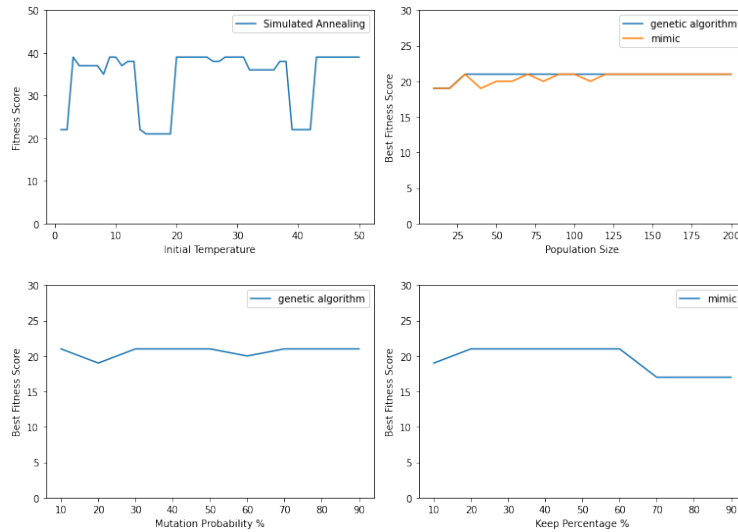 50
40
30
20
10
0
Fitness Score
Simulated Annealing
0 10 20 30 40 50
Initial Temperature
30
25
20
15
10
5
0
Best Fitness Score
genetic algorithm
mimic
25 50 75 100 125 150 175 200
Population Size
30
25
20
15
10
5
0
Best Fitness Score
genetic algorithm
10 20 30 40 50 60 70 80 90
Mutation Probability %
30
25
20
15
10
5
0
Best Fitness Score
mimic
10 20 30 40 50 60 70 80 90
Keep Percentage %